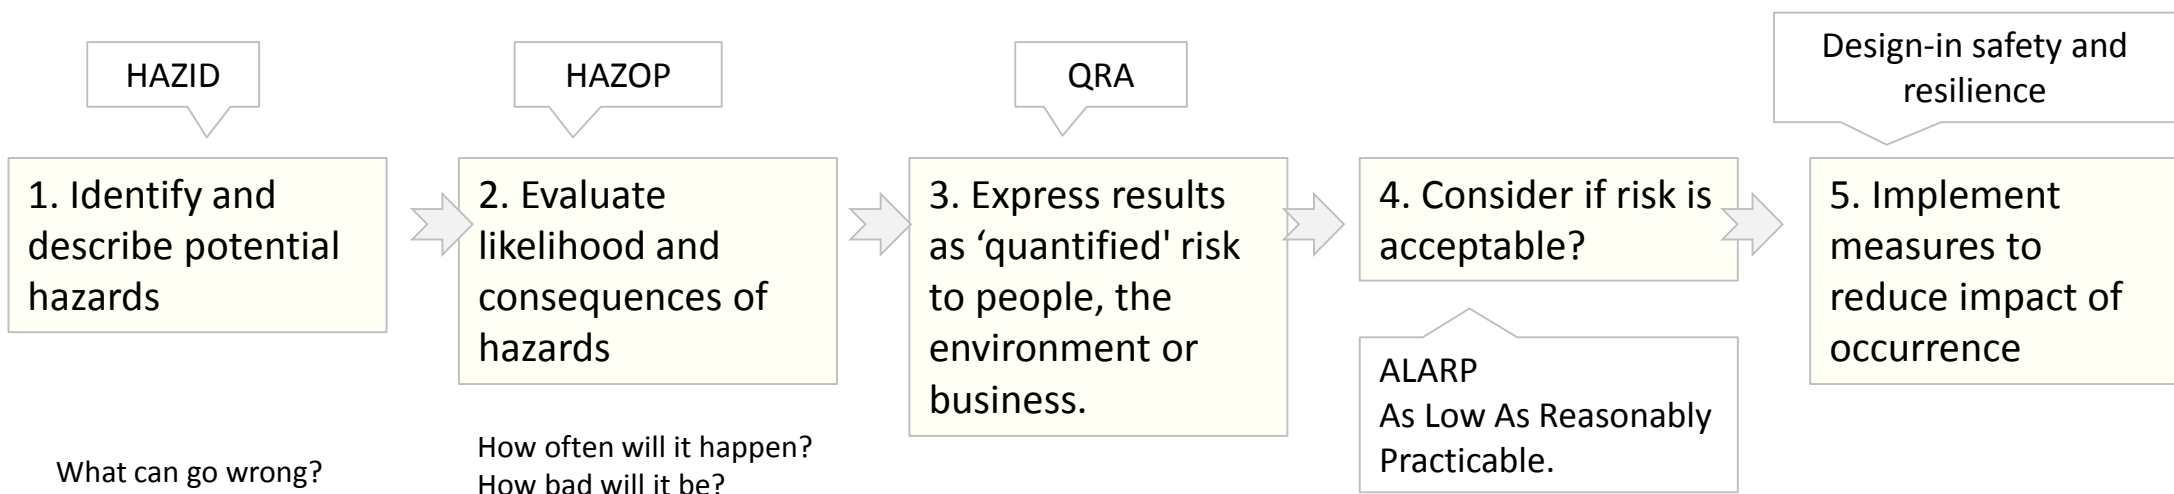 HAZID
HAZOP
QRA
Design-in safety and
resilience
1. Identify and
describe potential
hazards
2. Evaluate
likelihood and
consequences of
hazards
3. Express results
as ‘quantified' risk
to people, the
environment or
business.
4. Consider if risk is
acceptable?
5. Implement
measures to
reduce impact of
occurrence
ALARP
As Low As Reasonably
Practicable.
What can go wrong?
How often will it happen?
How bad will it be?